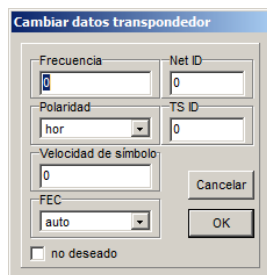 Cambiar datos transpondedor
Frecuencia
0
Net ID
0
Polaridad
hor
TS ID
0
Velocidad de símbolo
0
Cancelar
FEC
auto
OK
no deseado